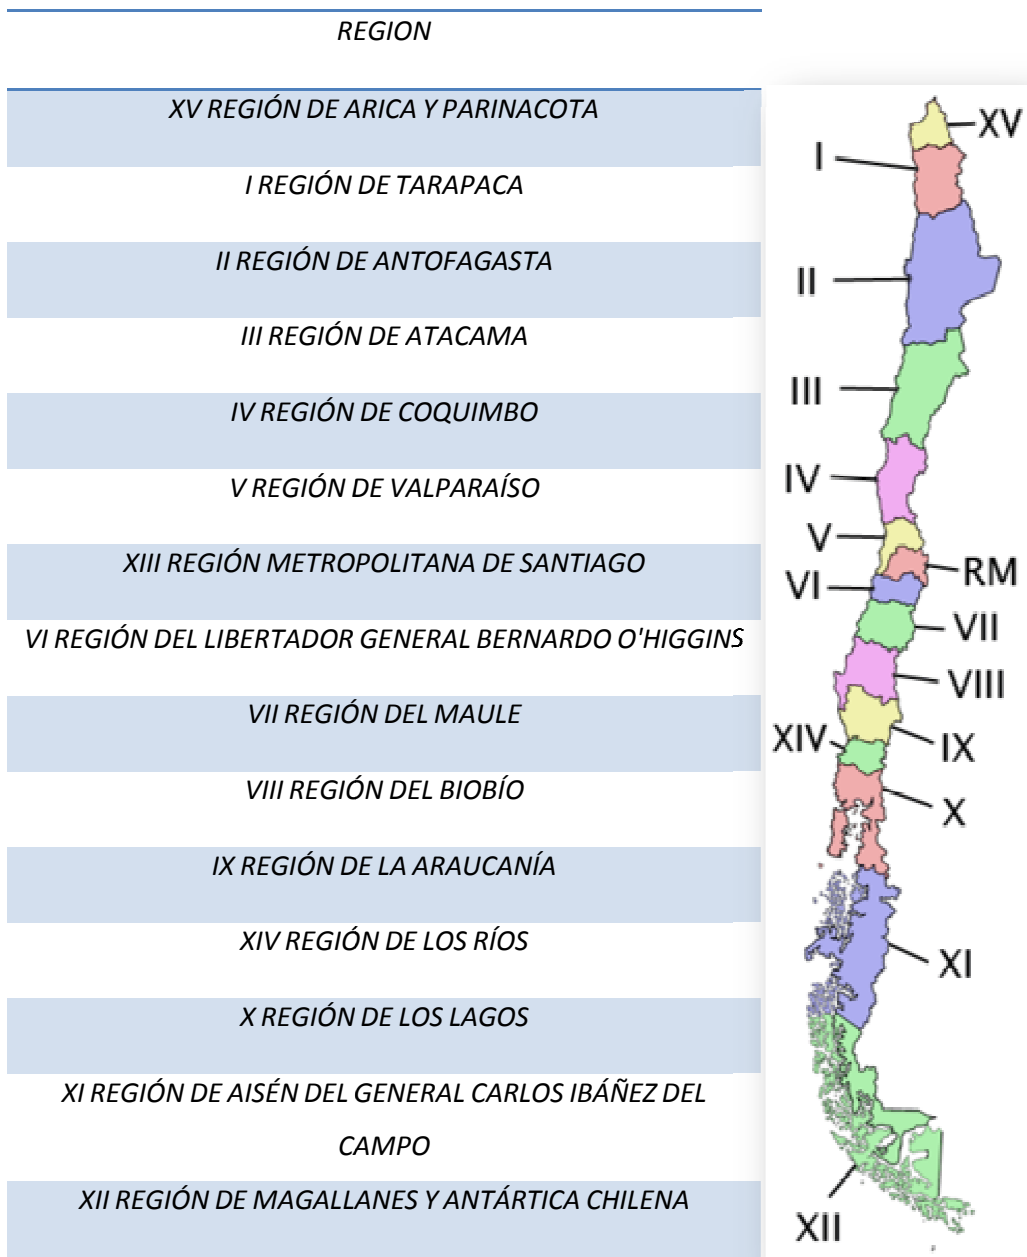 REGION
XV REGIÓN DE ARICA Y PARINACOTA
I REGIÓN DE TARAPACA
II REGIÓN DE ANTOFAGASTA
III REGIÓN DE ATACAMA
IV REGIÓN DE COQUIMBO
V REGIÓN DE VALPARAÍSO
XIII REGIÓN METROPOLITANA DE SANTIAGO
VI REGIÓN DEL LIBERTADOR GENERAL BERNARDO O'HIGGINS
VII REGIÓN DEL MAULE
VIII REGIÓN DEL BIOBÍO
IX REGIÓN DE LA ARAUCANÍA
XIV REGIÓN DE LOS RÍOS
X REGIÓN DE LOS LAGOS
XI REGIÓN DE AISÉN DEL GENERAL CARLOS IBÁÑEZ DEL
CAMPO
XII REGIÓN DE MAGALLANES Y ANTÁRTICA CHILENA
XV
I
II
III
IV
V
RM
VI
VII
VIII
XIV
IX
X
XI
XII